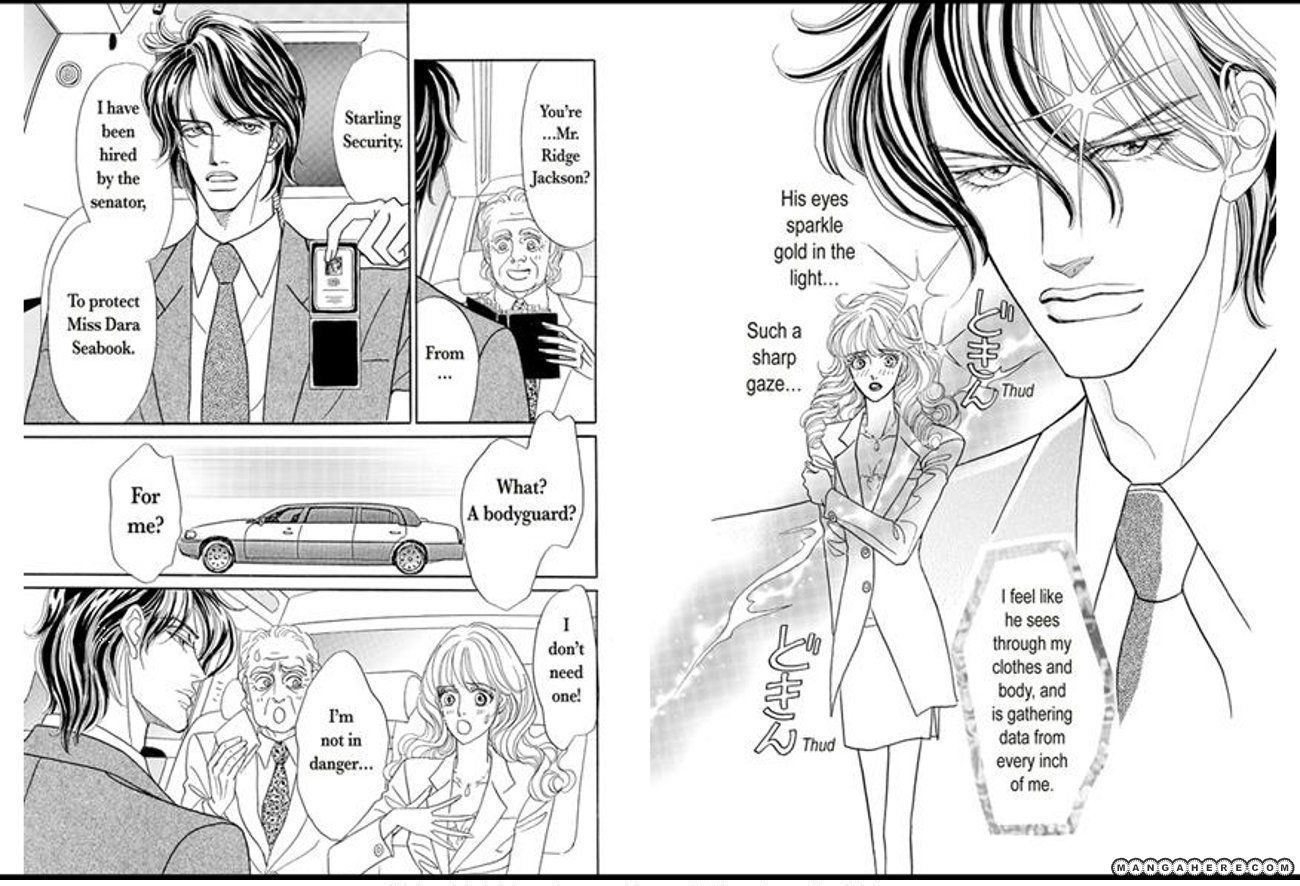 His eyes
sparkle
gold in the
light…
Such a
sharp
gaze…
どきん
Thud
どきん
Thud
I feel like
he sees
through my
clothes and
body, and
is gathering
data from
every inch
of me.
You're
...Mr.
Ridge
Jackson?
From
...
Starling
Security.
I have
been
hired
by the
senator,
To protect
Miss Dara
Seabook.
What?
A bodyguard?
For
me?
I
don't
need
one!
I'm
not in
danger...
MANGAHERE.COM